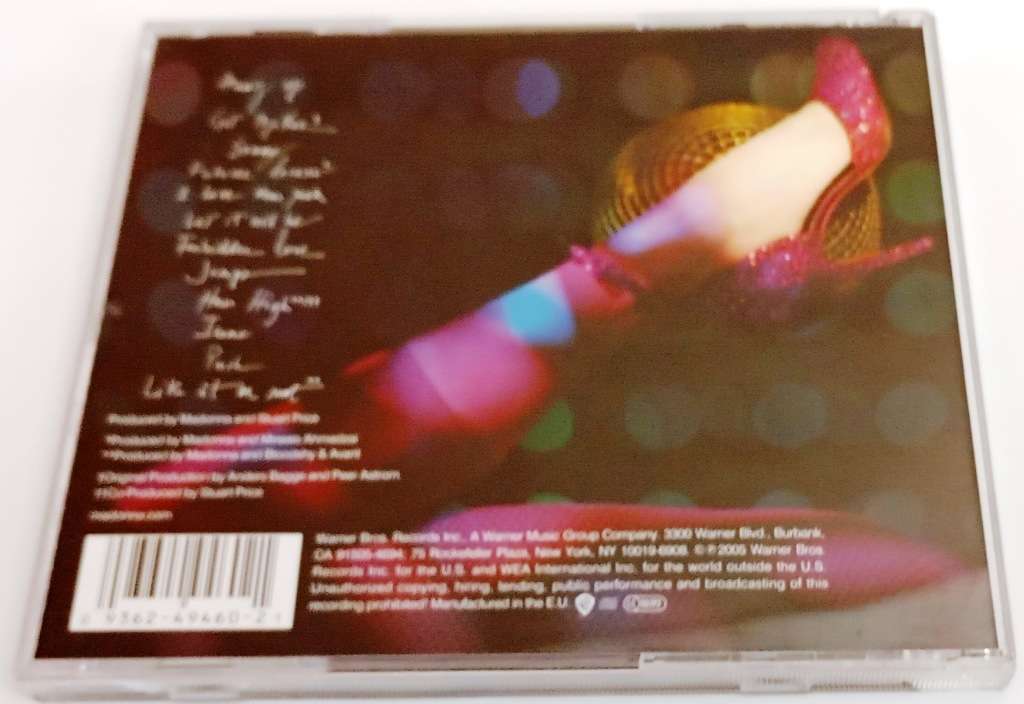 Hung Up
Get Together
Sorry
Future Lovers
I Love New York
Let it will be
Forbidden Love
Jump
How High
Isaac
Push
Like it or not
Produced by Madonna and Stuart Price
*Produced by Madonna and Mirwais Ahmadzaï
**Produced by Madonna and Bloodshy & Avant
†Original Production by Anders Bagge and Peer Åström
††Co-Produced by Stuart Price
madonna.com
Warner Bros. Records Inc., A Warner Music Group Company. 3300 Warner Blvd., Burbank,
CA 91505-4694, 75 Rockefeller Plaza, New York, NY 10019-6908. © ℗ 2005 Warner Bros.
Records Inc. for the U.S. and WEA International Inc. for the world outside the U.S.
Unauthorized copying, hiring, lending, public performance and broadcasting of this
recording prohibited. Manufactured in the E.U.
9362-49460-2